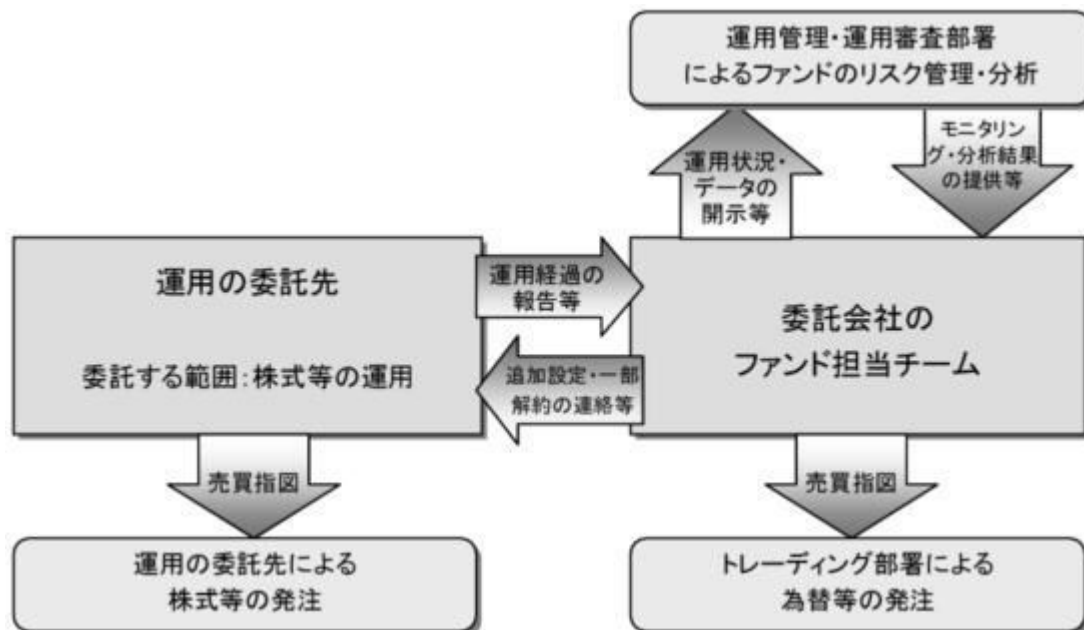 運用管理・運用審査部署
によるファンドのリスク管理・分析
運用状況・
データの
開示等
モニタリン
グ・分析結果
の提供等
運用の委託先
委託する範囲:株式等の運用
運用経過の
報告等
追加設定・一部
解約の連絡等
委託会社の
ファンド担当チーム
売買指図
売買指図
運用の委託先による
株式等の発注
トレーディング部署による
為替等の発注